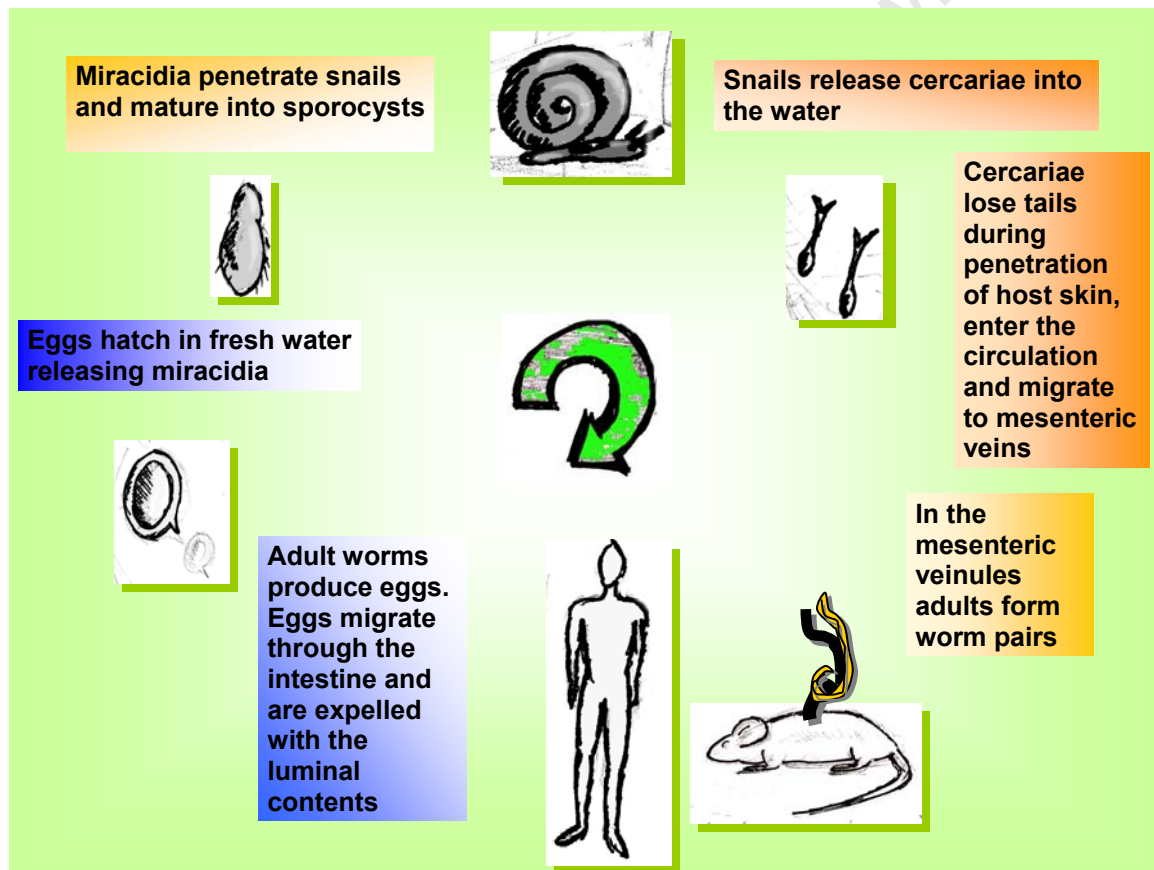 Miracidia penetrate snails
and mature into sporocysts
Snails release cercariae into
the water
Cercariae
lose tails
during
penetration
of host skin,
enter the
circulation
and migrate
to mesenteric
veins
Eggs hatch in fresh water
releasing miracidia
In the
mesenteric
veinules
adults form
worm pairs
Adult worms
produce eggs.
Eggs migrate
through the
intestine and
are expelled
with the
luminal
contents